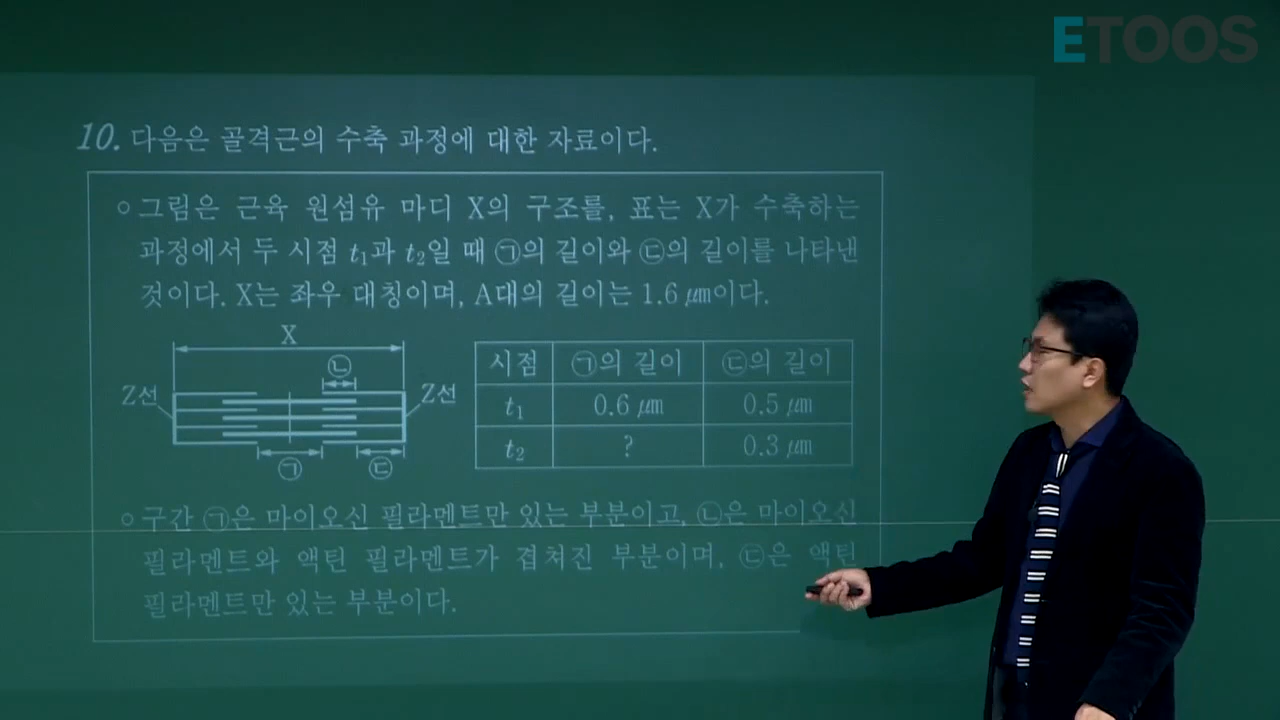 ETOOS
10. 다음은 골격근의 수축 과정에 대한 자료이다.
○ 그림은 근육 원섬유 마디 X의 구조를, 표는 X가 수축하는
과정에서 두 시점 t₁과 t₂일 때 ㉠의 길이와 ㉢의 길이를 나타낸
것이다. X는 좌우 대칭이며, A대의 길이는 1.6 ㎛이다.
X
㉡
Z선
Z선
㉠
㉢
시점 ㉠의 길이 ㉢의 길이
t₁ 0.6 ㎛ 0.5 ㎛
t₂ ? 0.3 ㎛
○ 구간 ㉠은 마이오신 필라멘트만 있는 부분이고, ㉡은 마이오신
필라멘트와 액틴 필라멘트가 겹쳐진 부분이며, ㉢은 액틴
필라멘트만 있는 부분이다.